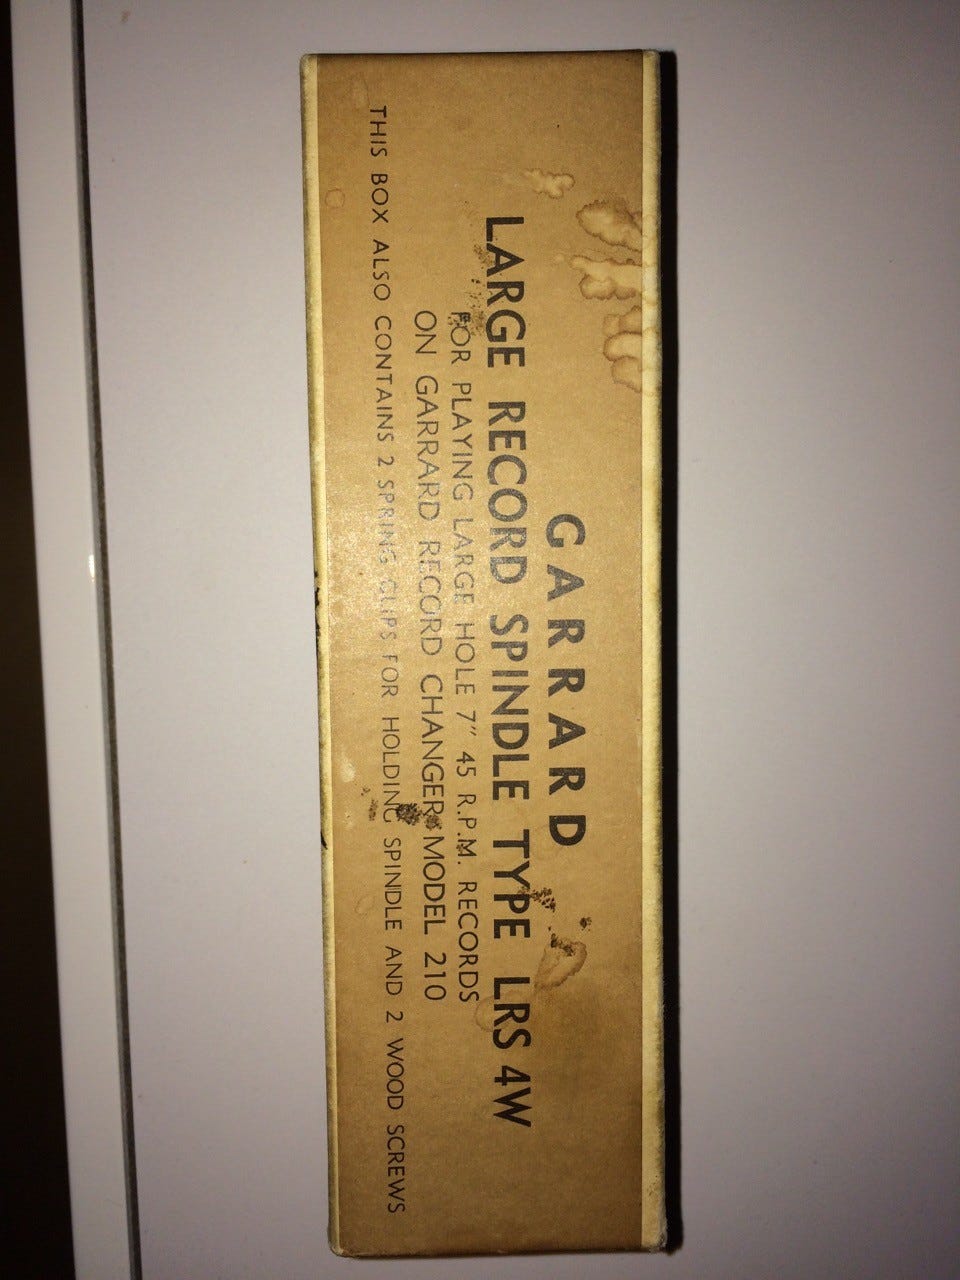 GARRARD
LARGE RECORD SPINDLE TYPE LRS 4W
FOR PLAYING LARGE HOLE 7" 45 R.P.M. RECORDS
ON GARRARD RECORD CHANGER MODEL 210
THIS BOX ALSO CONTAINS 2 SPRING CLIPS FOR HOLDING SPINDLE AND 2 WOOD SCREWS